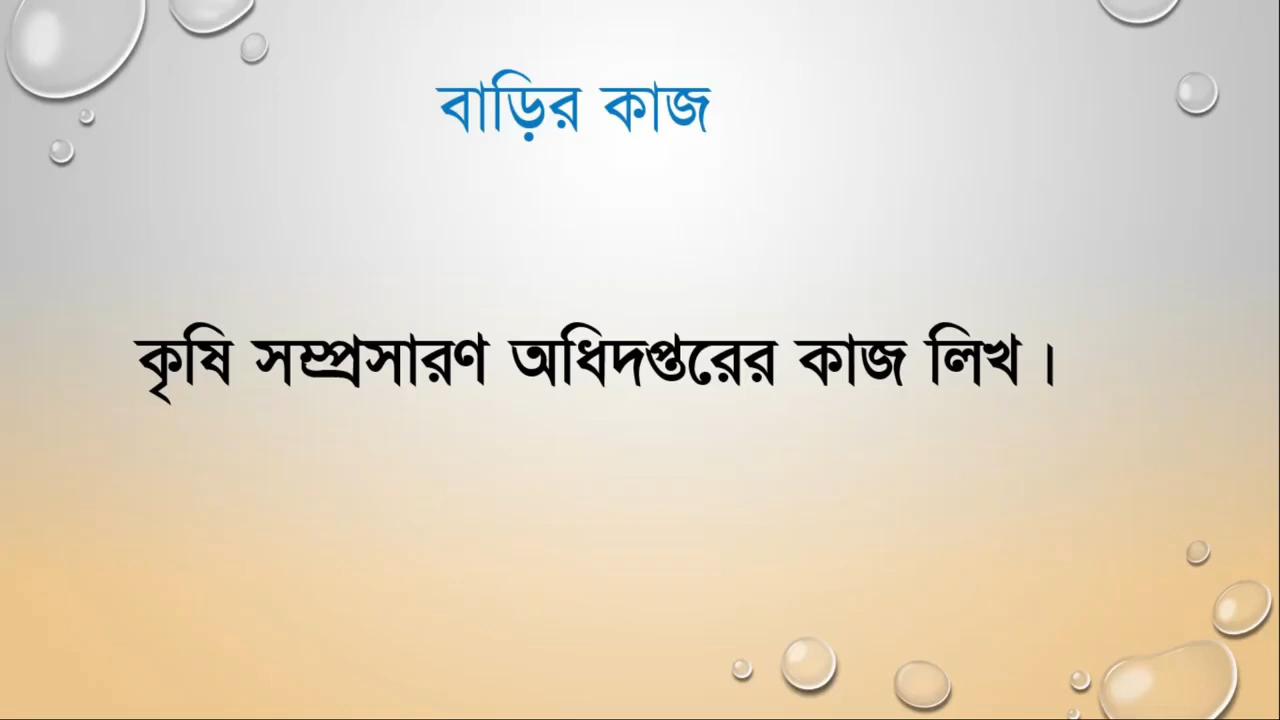 বাড়ির কাজ
কৃষি সম্প্রসারণ অধিদপ্তরের কাজ লিখ।